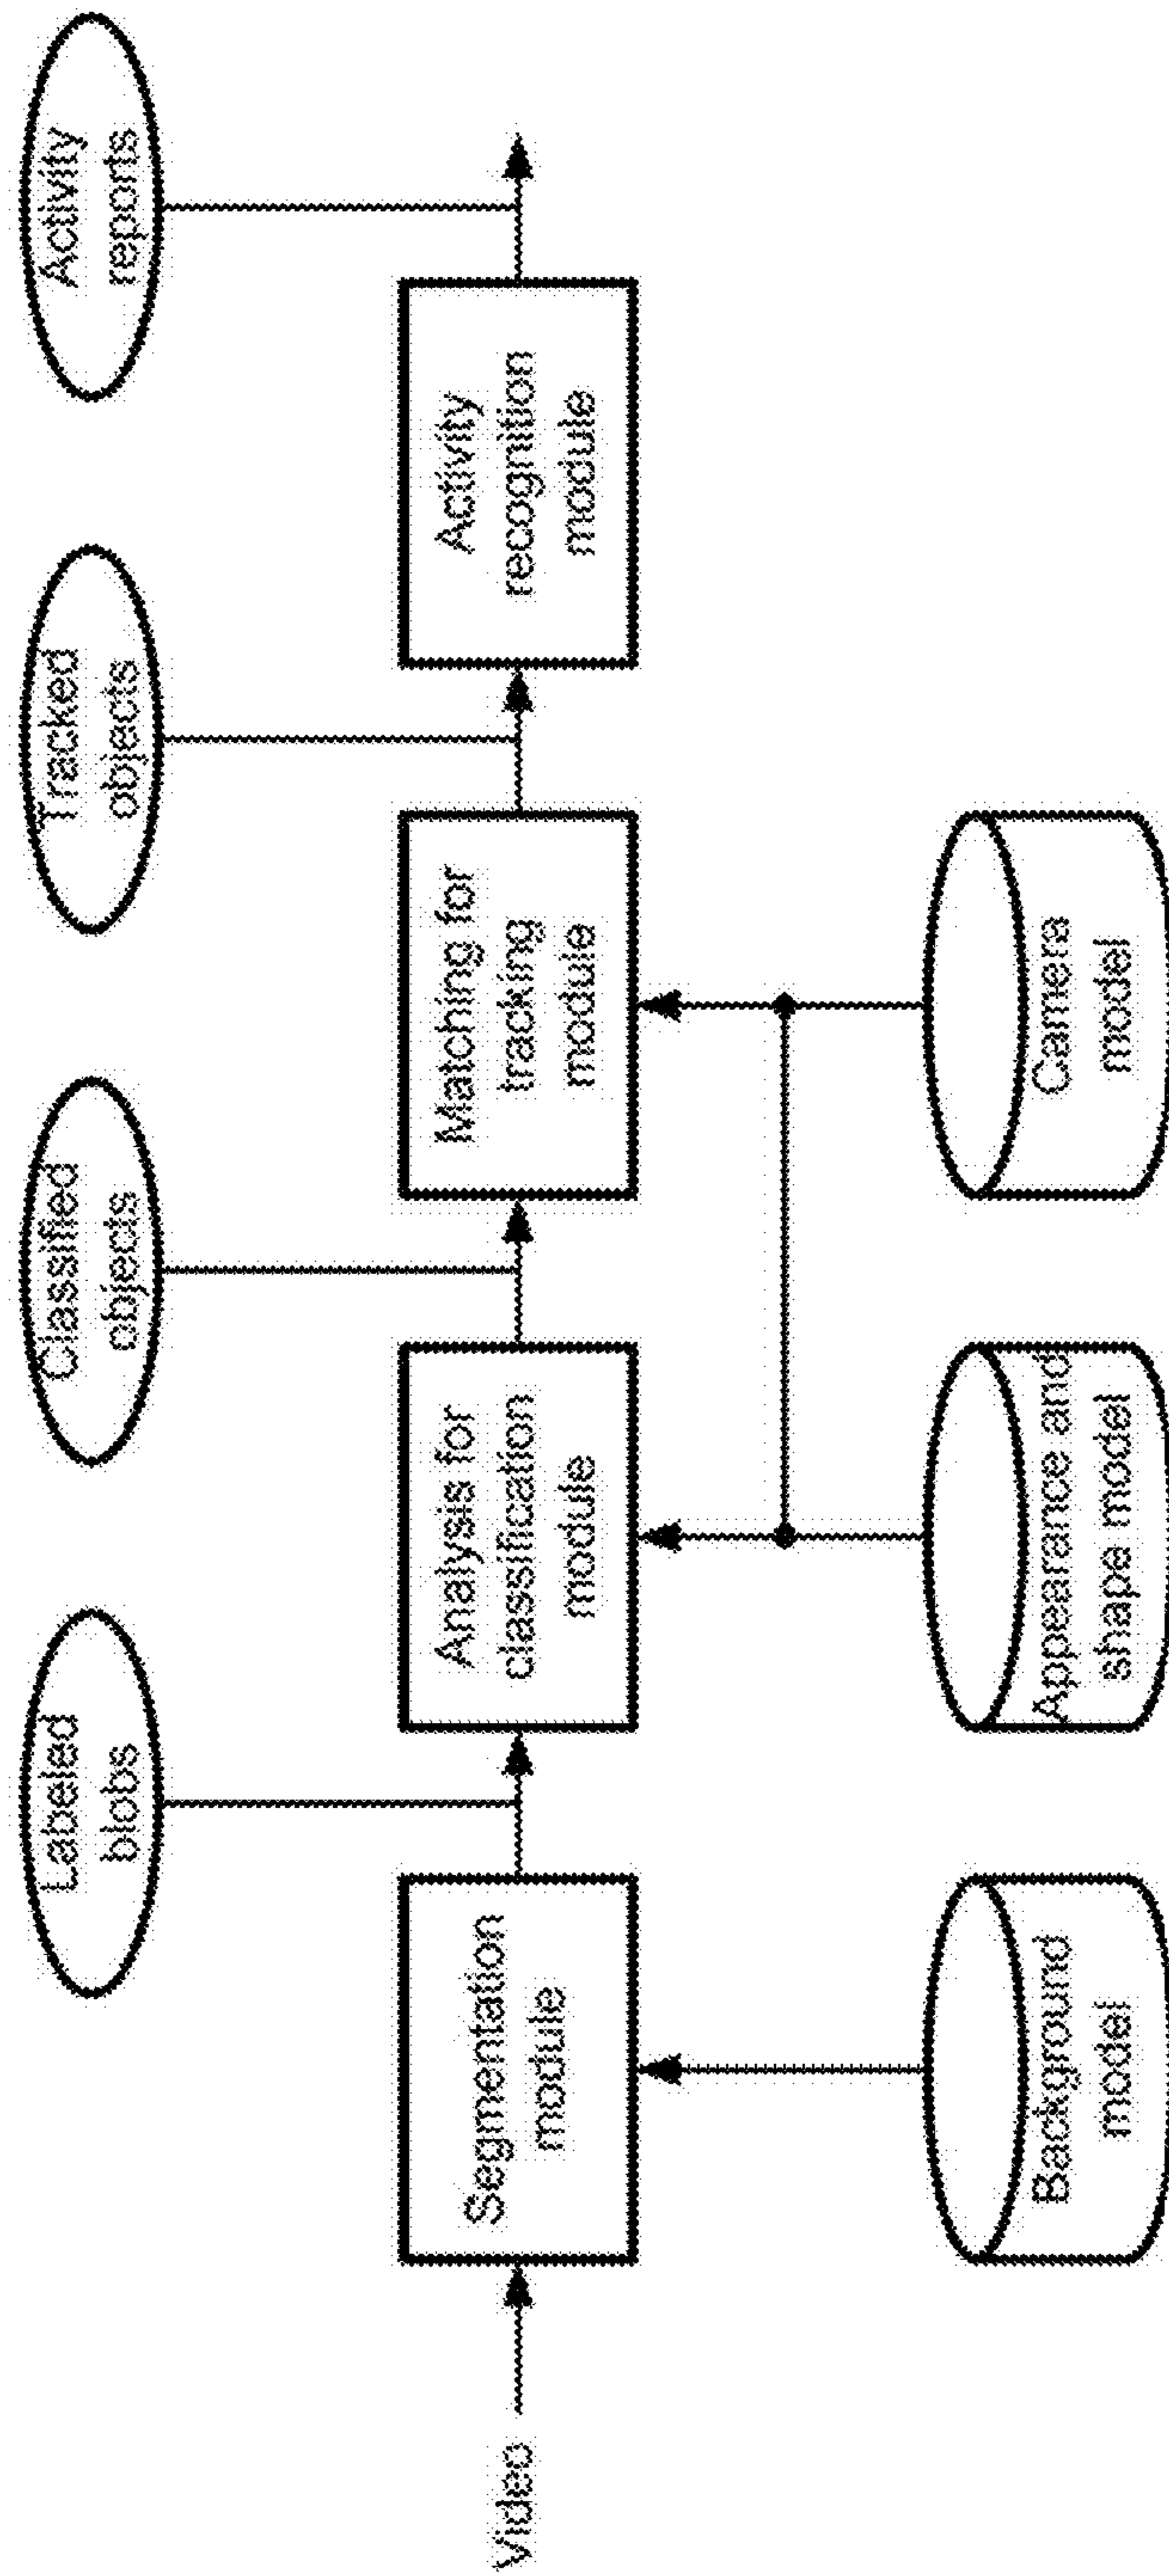 Labeled
blobs
Classified
objects
Tracked
objects
Activity
reports
Video
Segmentation
module
Analysis for
classification
module
Matching for
tracking
module
Activity
recognition
module
Background
model
Appearance and
shape model
Camera
model